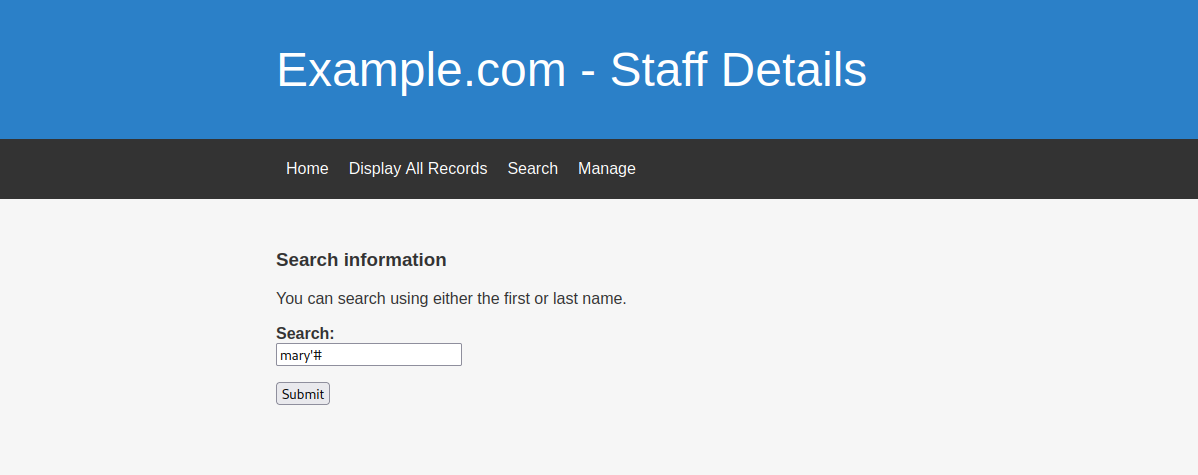 Example.com - Staff Details
Home Display All Records Search Manage
Search information
You can search using either the first or last name.
Search:
mary'#
Submit